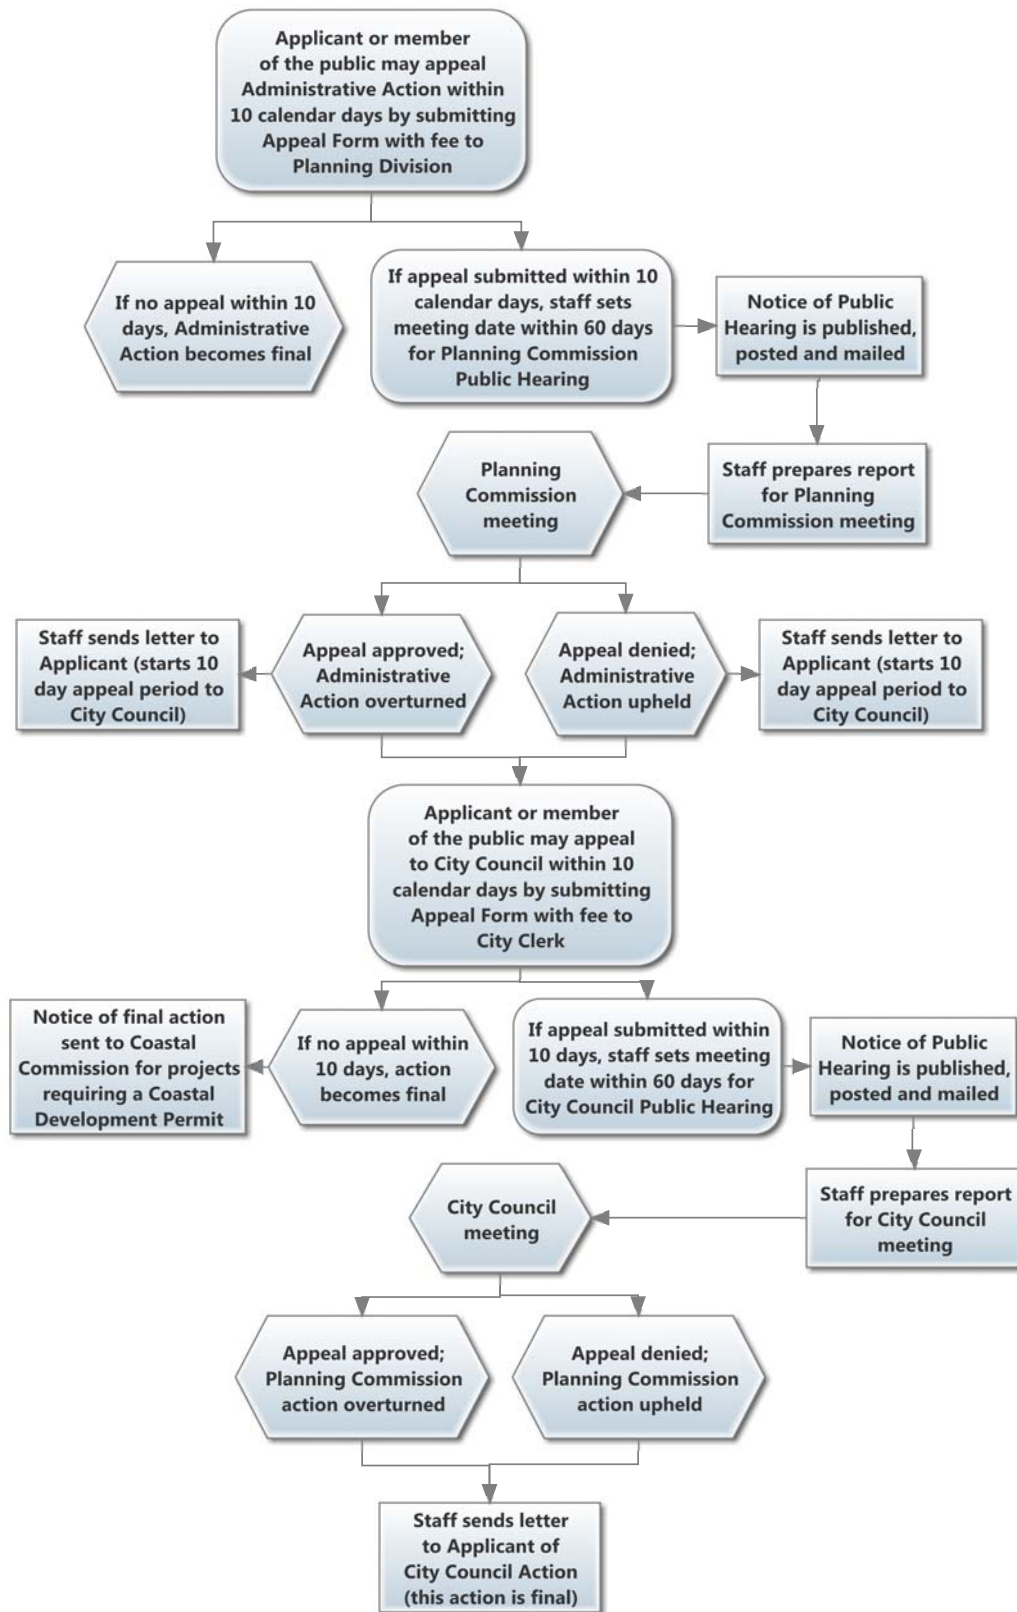 Applicant or member
of the public may appeal
Administrative Action within
10 calendar days by submitting
Appeal Form with fee to
Planning Division
If no appeal within 10
days, Administrative
Action becomes final
If appeal submitted within 10
calendar days, staff sets
meeting date within 60 days
for Planning Commission
Public Hearing
Notice of Public
Hearing is published,
posted and mailed
Staff prepares report
for Planning
Commission meeting
Planning
Commission
meeting
Staff sends letter to
Applicant (starts 10
day appeal period to
City Council)
Appeal approved;
Administrative
Action overturned
Appeal denied;
Administrative
Action upheld
Staff sends letter to
Applicant (starts 10
day appeal period to
City Council)
Applicant or member
of the public may appeal
to City Council within 10
calendar days by submitting
Appeal Form with fee to
City Clerk
Notice of final action
sent to Coastal
Commission for projects
requiring a Coastal
Development Permit
If no appeal within
10 days, action
becomes final
If appeal submitted within
10 days, staff sets meeting
date within 60 days for
City Council Public Hearing
Notice of Public
Hearing is published,
posted and mailed
Staff prepares report
for City Council
meeting
City Council
meeting
Appeal approved;
Planning Commission
action overturned
Appeal denied;
Planning Commission
action upheld
Staff sends letter
to Applicant of
City Council Action
(this action is final)